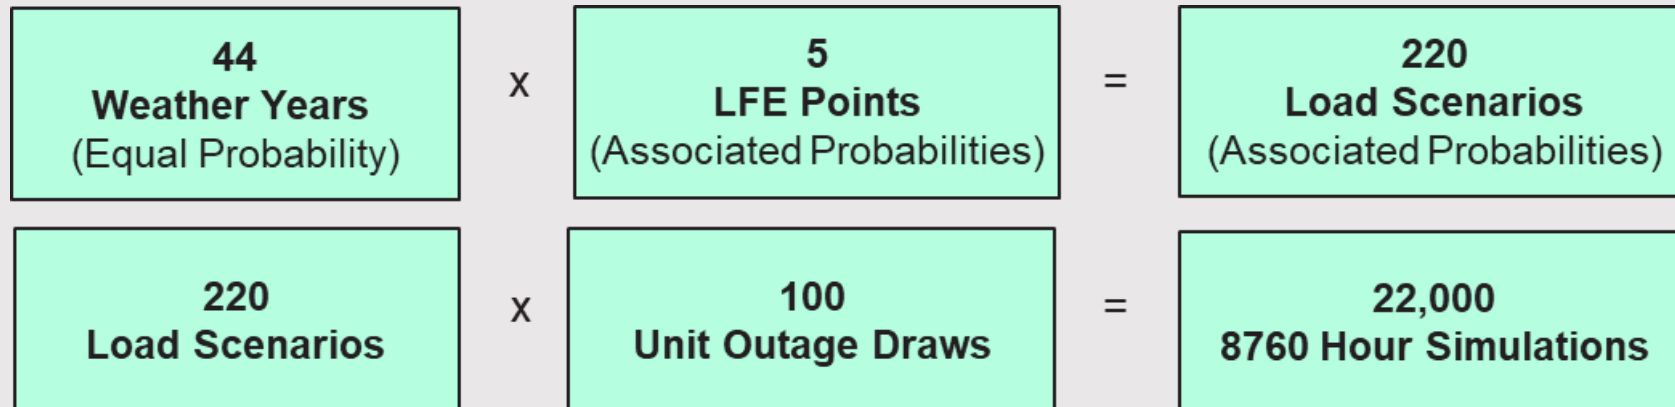 44
Weather Years
(Equal Probability)
x
5
LFE Points
(Associated Probabilities)
=
220
Load Scenarios
(Associated Probabilities)
220
Load Scenarios
x
100
Unit Outage Draws
=
22,000
8760 Hour Simulations